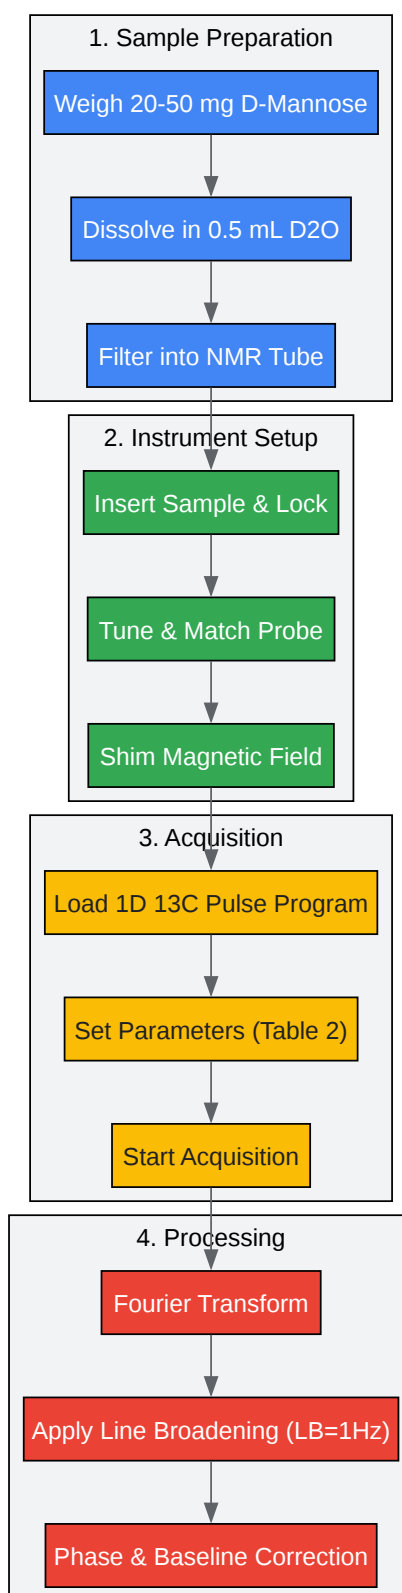 1. Sample Preparation
Weigh 20-50 mg D-Mannose
Dissolve in 0.5 mL D2O
Filter into NMR Tube
2. Instrument Setup
Insert Sample & Lock
Tune & Match Probe
Shim Magnetic Field
3. Acquisition
Load 1D 13C Pulse Program
Set Parameters (Table 2)
Start Acquisition
4. Processing
Fourier Transform
Apply Line Broadening (LB=1Hz)
Phase & Baseline Correction